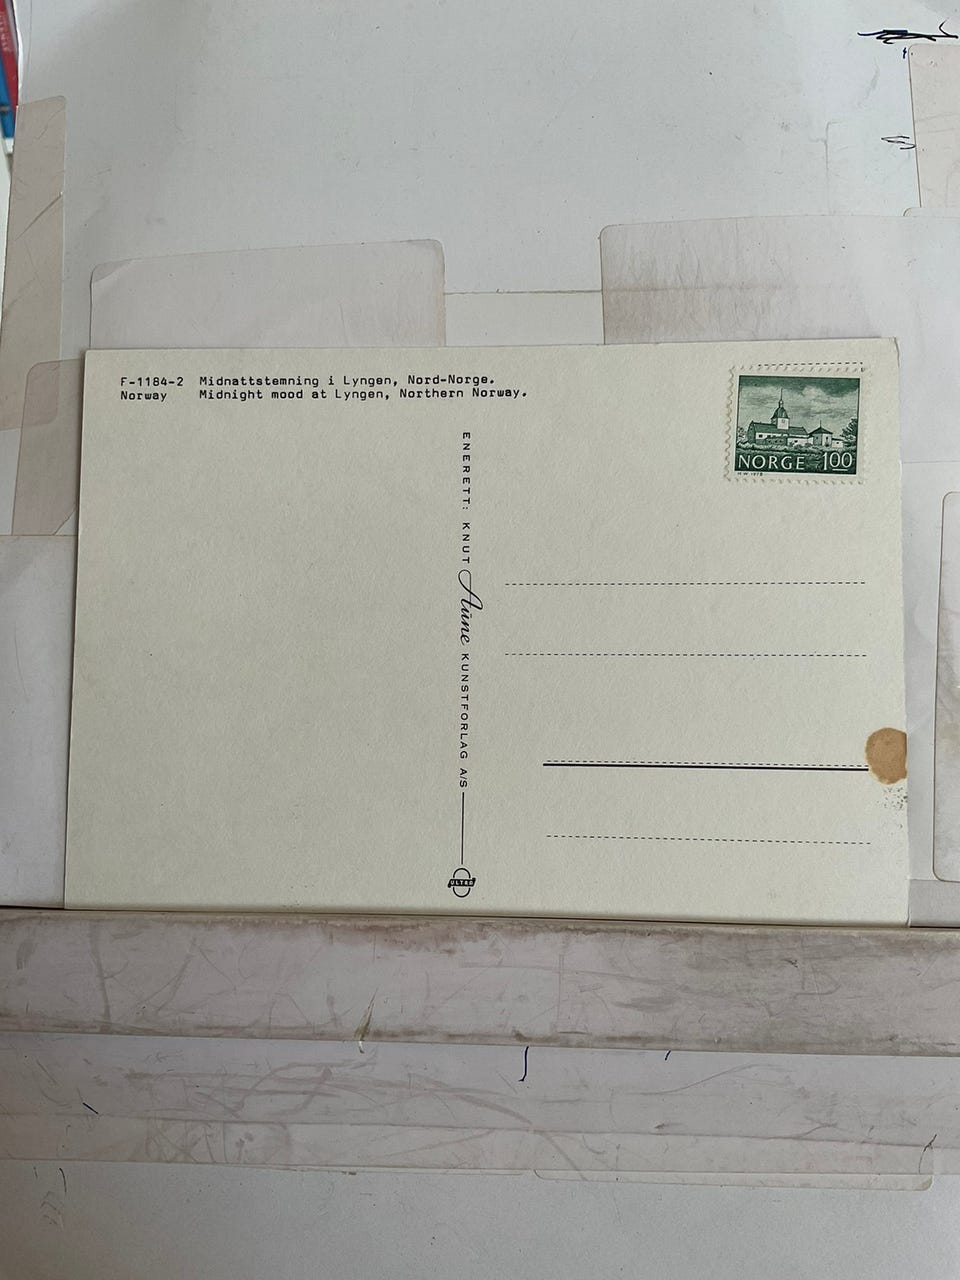 F-1184-2 Midnattstemning i Lyngen, Nord-Norge.
Norway Midnight mood at Lyngen, Northern Norway.
NORGE 100
ENERETT: KNUT Aune KUNSTFORLAG A/S
ULTRA